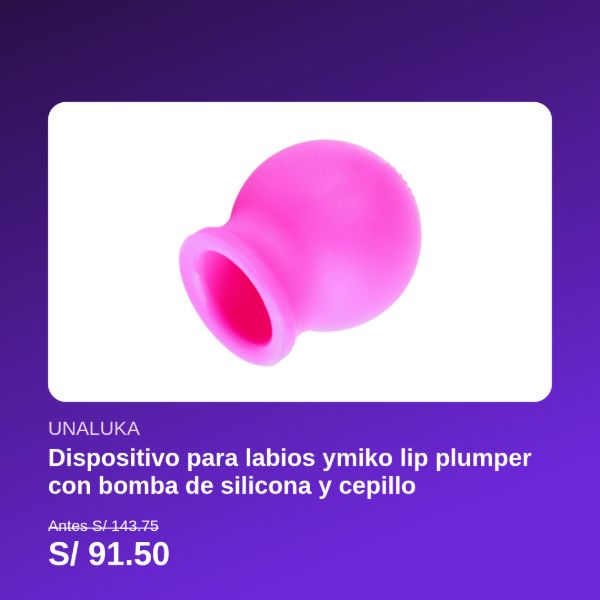 UNALUKA
Dispositivo para labios ymiko lip plumper
con bomba de silicona y cepillo
Antes S/ 143.75
S/ 91.50